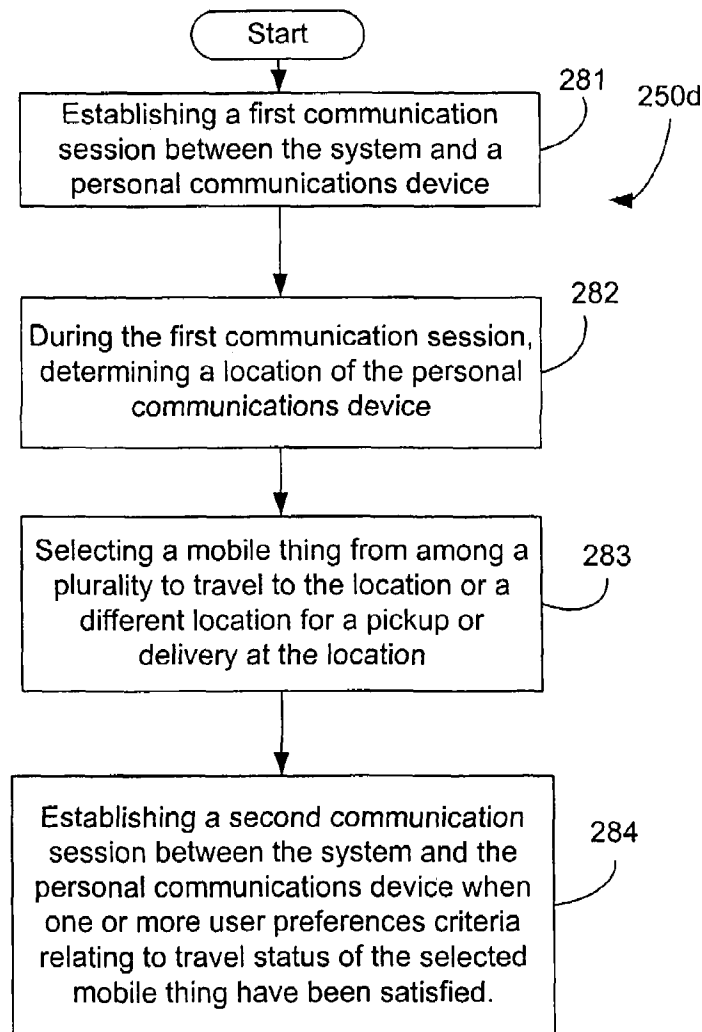 Start
Establishing a first communication
session between the system and a
personal communications device
281
250d
During the first communication session,
determining a location of the personal
communications device
282
Selecting a mobile thing from among a
plurality to travel to the location or a
different location for a pickup or
delivery at the location
283
Establishing a second communication
session between the system and the
personal communications device when
one or more user preferences criteria
relating to travel status of the selected
mobile thing have been satisfied.
284